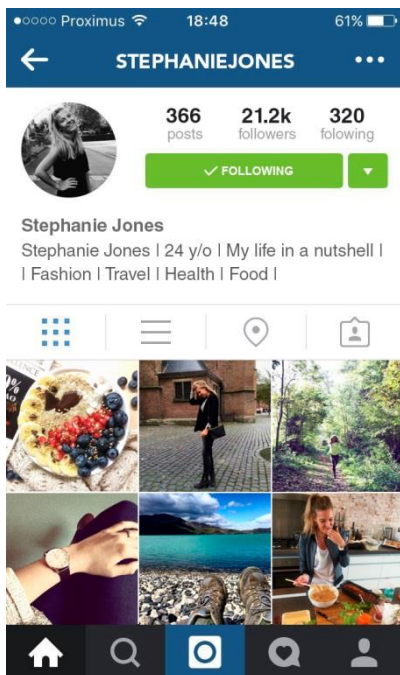 ●○○○○ Proximus 18:48 61%
STEPHANIEJONES
366 21.2k 320
posts followers folowing
✓ FOLLOWING
Stephanie Jones
Stephanie Jones | 24 y/o | My life in a nutshell |
| Fashion | Travel | Health | Food |